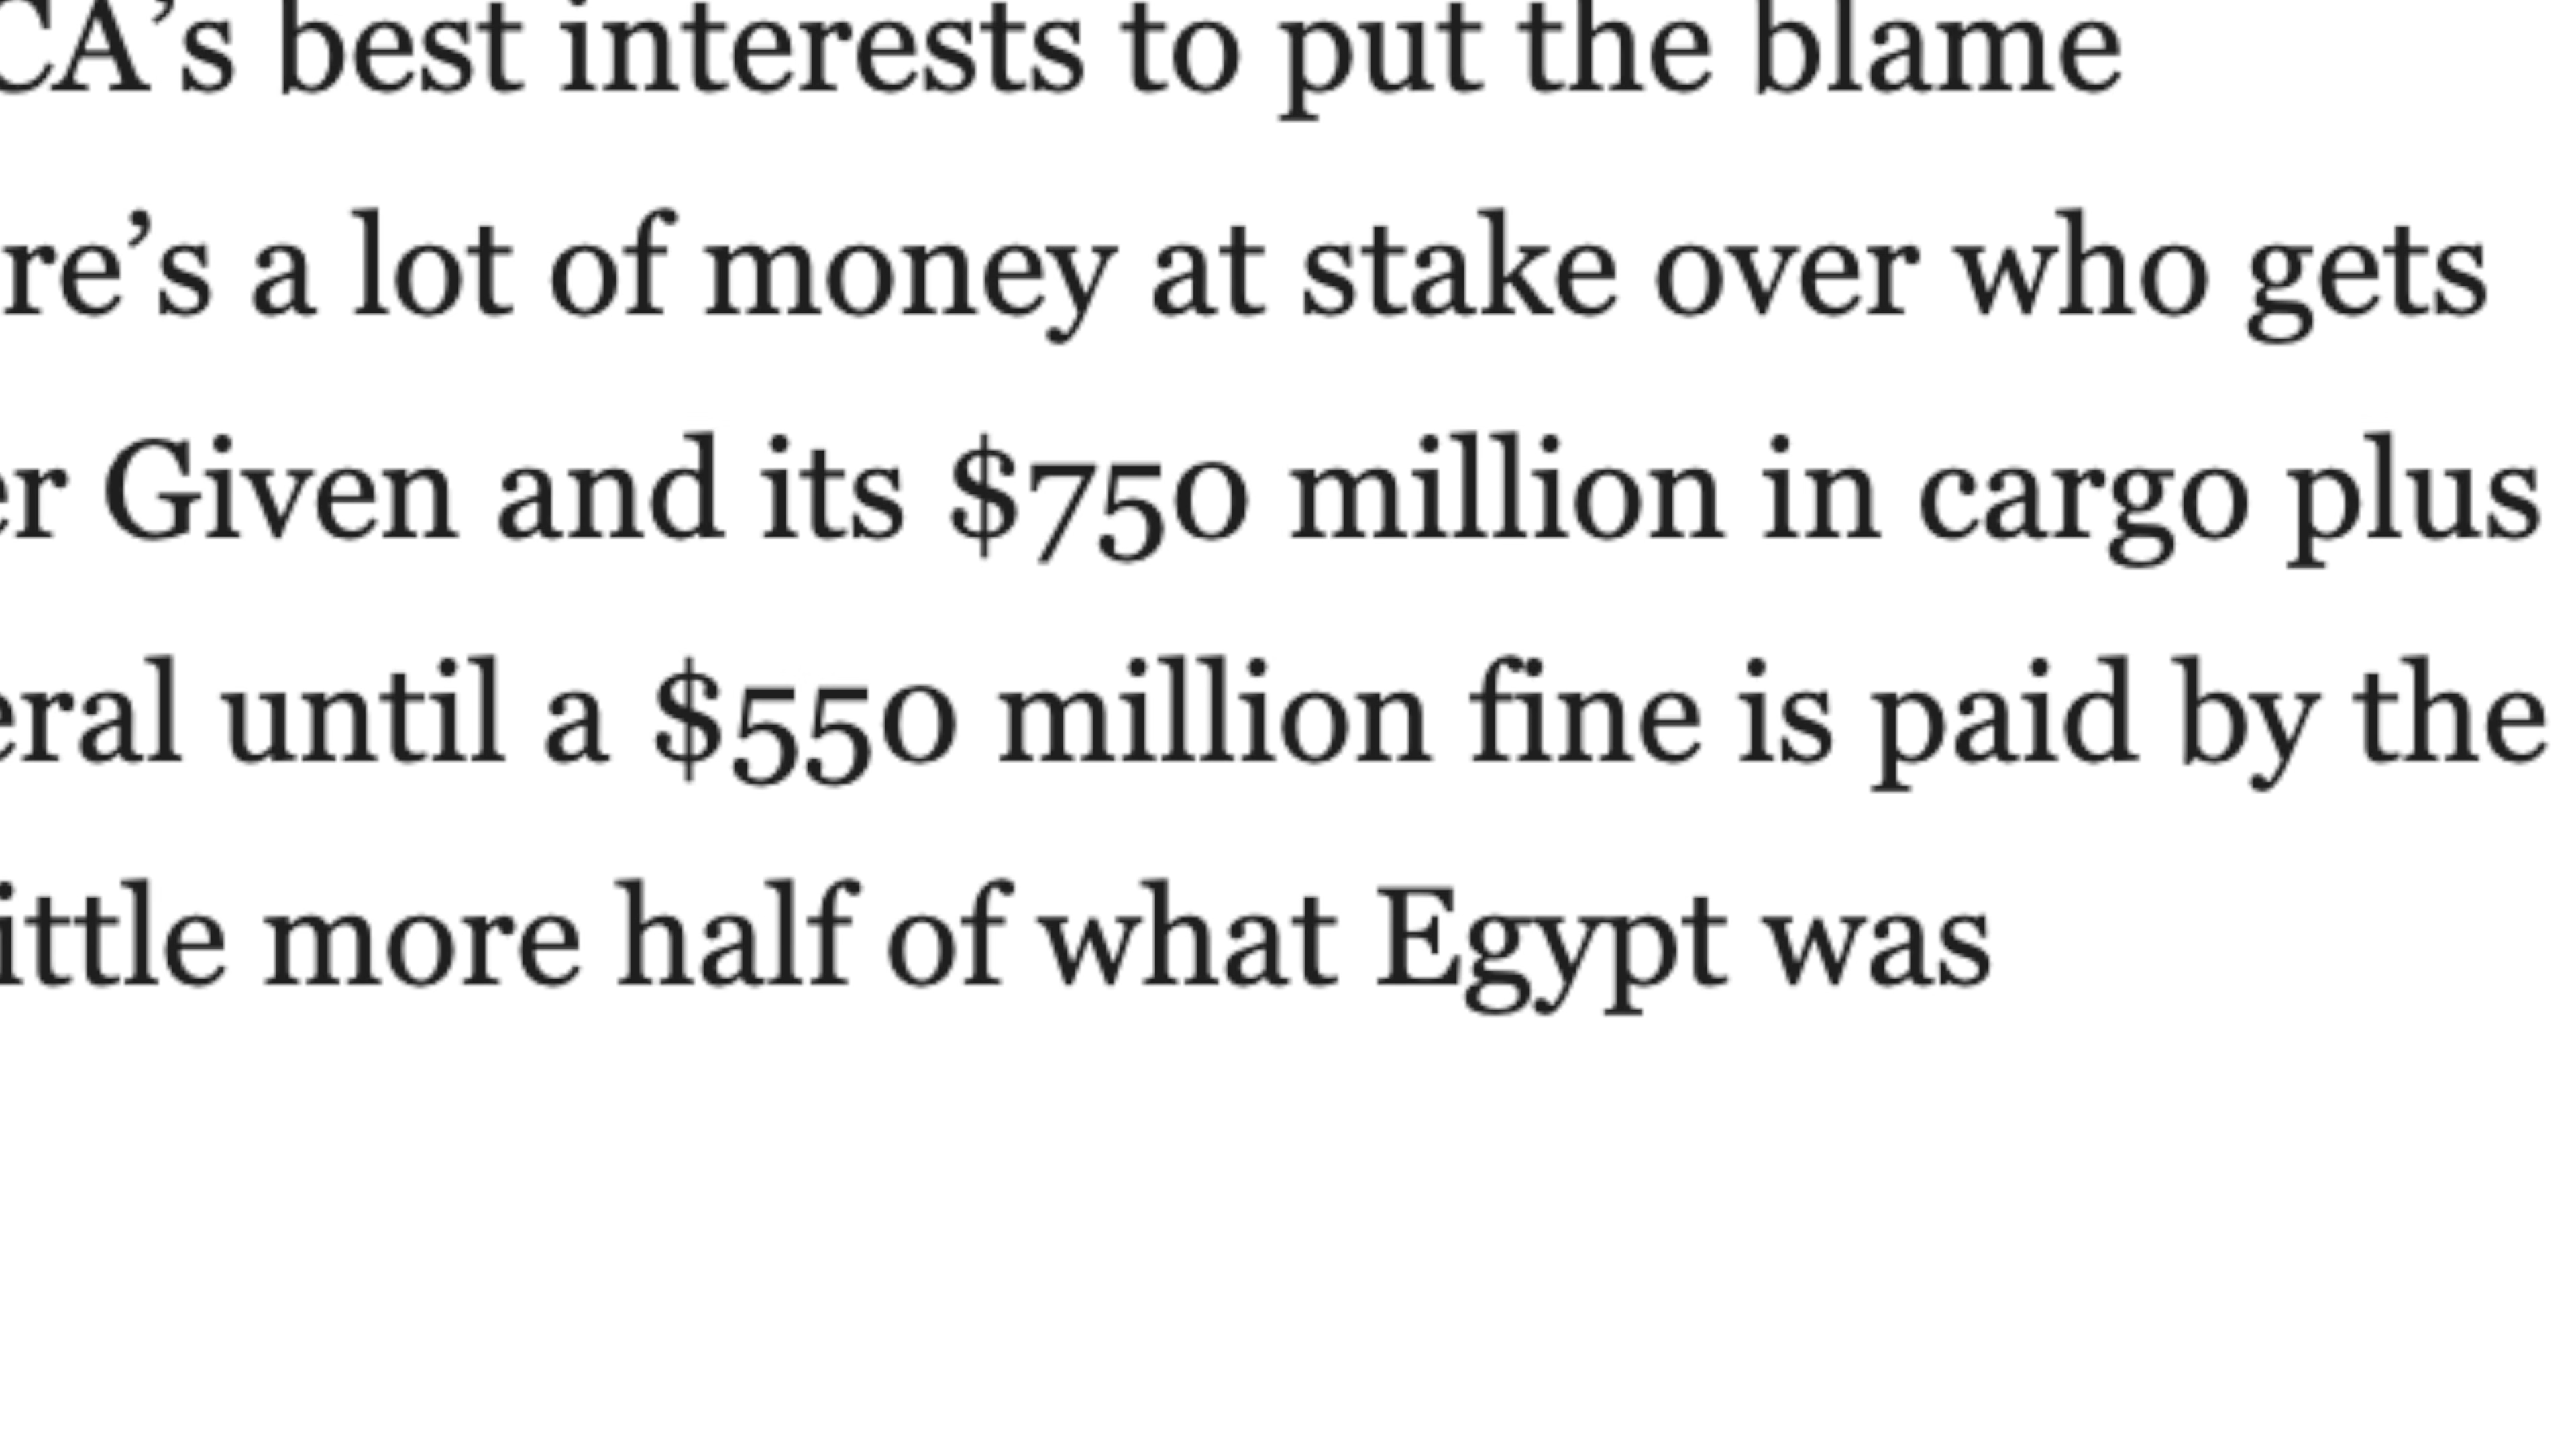 CA’s best interests to put the blame
re’s a lot of money at stake over who gets
er Given and its $750 million in cargo plus
eral until a $550 million fine is paid by the
ittle more half of what Egypt was